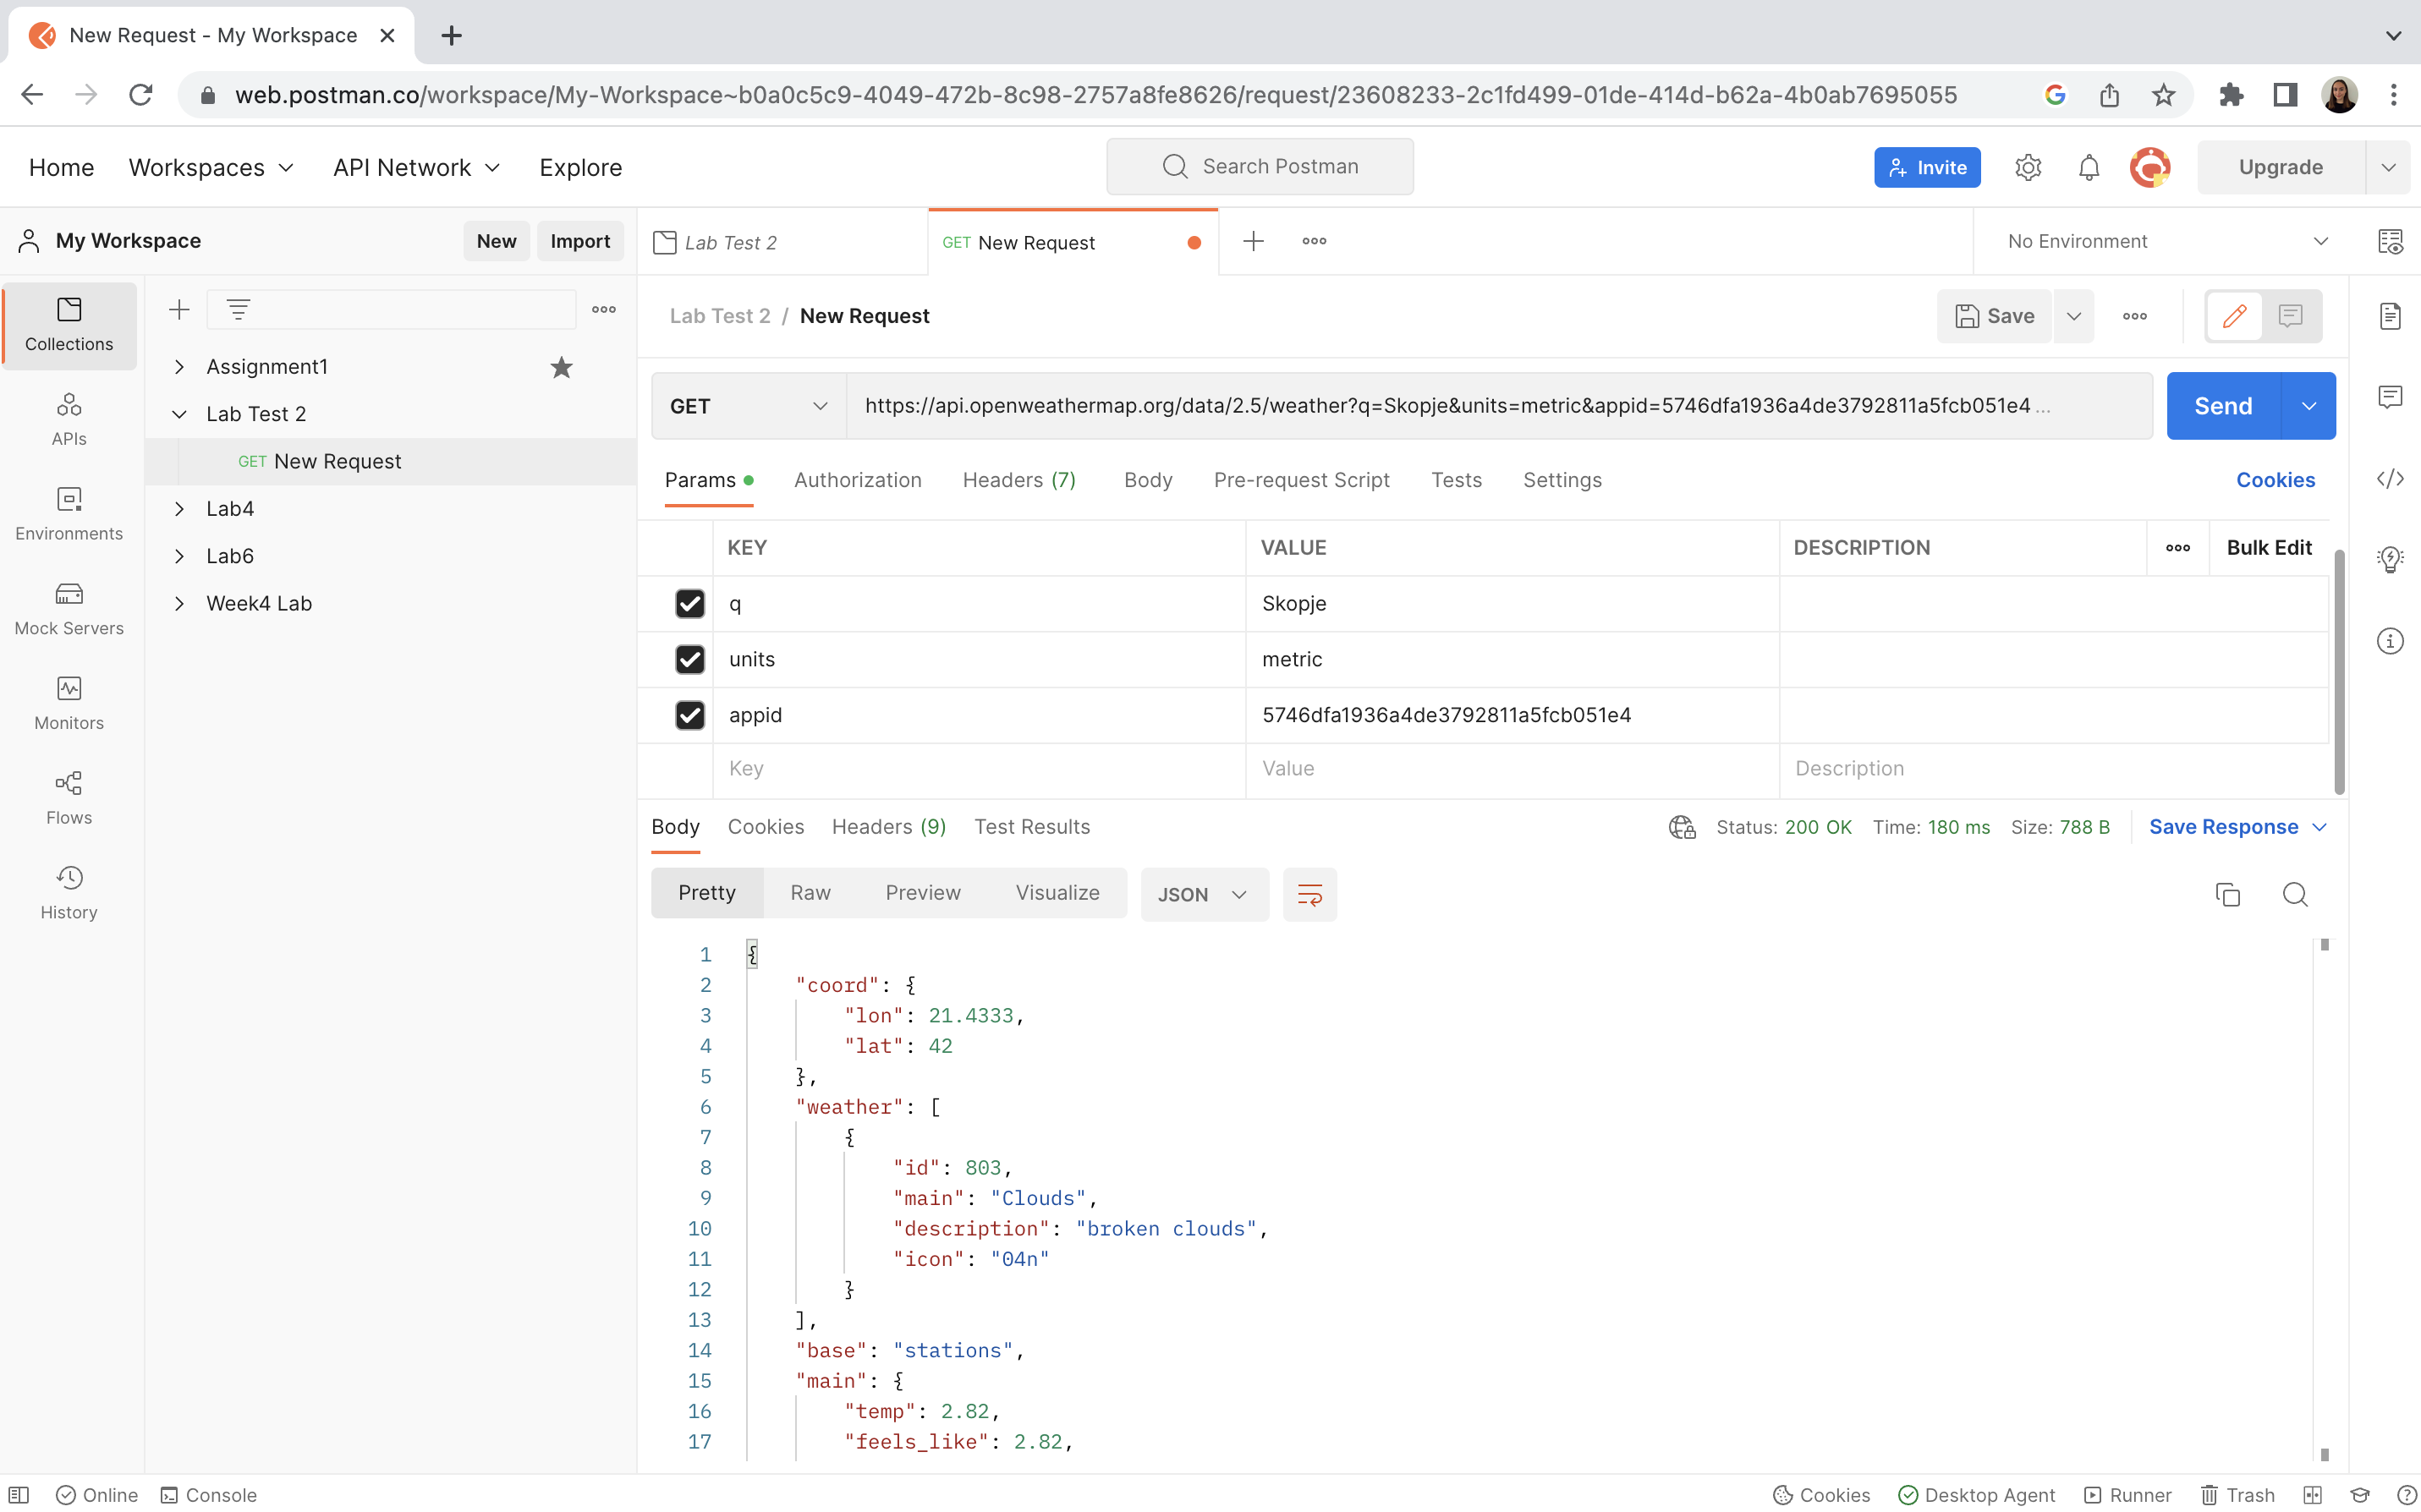 New Request - My Workspace
web.postman.co/workspace/My-Workspace~b0a0c5c9-4049-472b-8c98-2757a8fe8626/request/23608233-2c1fd499-01de-414d-b62a-4b0ab7695055
Home Workspaces API Network Explore Search Postman Invite Upgrade
My Workspace New Import Lab Test 2 GET New Request No Environment
Collections
APIs
Environments
Mock Servers
Monitors
Flows
History
Assignment1
Lab Test 2
GET New Request
Lab4
Lab6
Week4 Lab
Lab Test 2 / New Request Save
GET https://api.openweathermap.org/data/2.5/weather?q=Skopje&units=metric&appid=5746dfa1936a4de3792811a5fcb051e4 ... Send
Params Authorization Headers (7) Body Pre-request Script Tests Settings Cookies
KEY VALUE DESCRIPTION Bulk Edit
q Skopje
units metric
appid 5746dfa1936a4de3792811a5fcb051e4
Key Value Description
Body Cookies Headers (9) Test Results Status: 200 OK Time: 180 ms Size: 788 B Save Response
Pretty Raw Preview Visualize JSON
1 {
2 "coord": {
3 "lon": 21.4333,
4 "lat": 42
5 },
6 "weather": [
7 {
8 "id": 803,
9 "main": "Clouds",
10 "description": "broken clouds",
11 "icon": "04n"
12 }
13 ],
14 "base": "stations",
15 "main": {
16 "temp": 2.82,
17 "feels_like": 2.82,
Online Console Cookies Desktop Agent Runner Trash